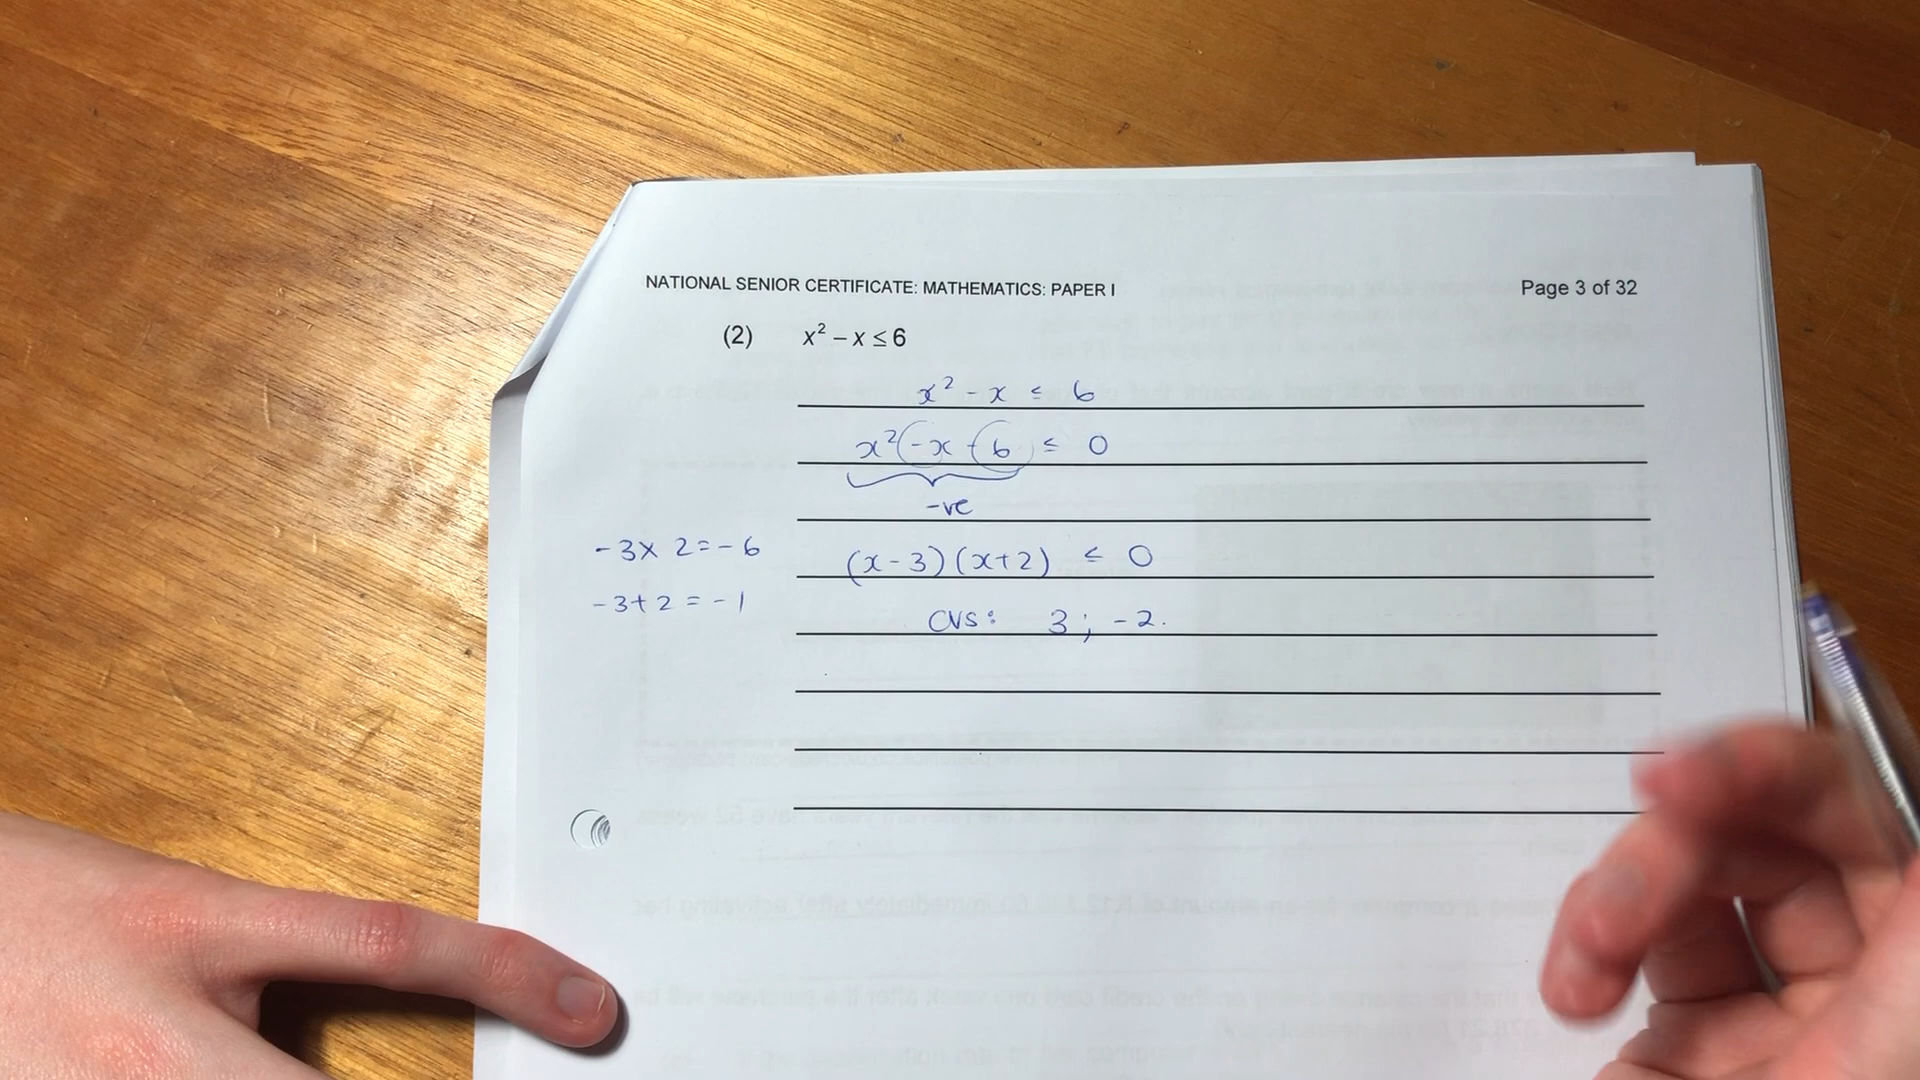 NATIONAL SENIOR CERTIFICATE: MATHEMATICS: PAPER I
Page 3 of 32
(2) x² – x ≤ 6
x² - x ≤ 6
x² - x - 6 ≤ 0
-ve
-3 x 2 = -6
(x - 3)(x + 2) ≤ 0
-3 + 2 = -1
CVS: 3 ; -2.